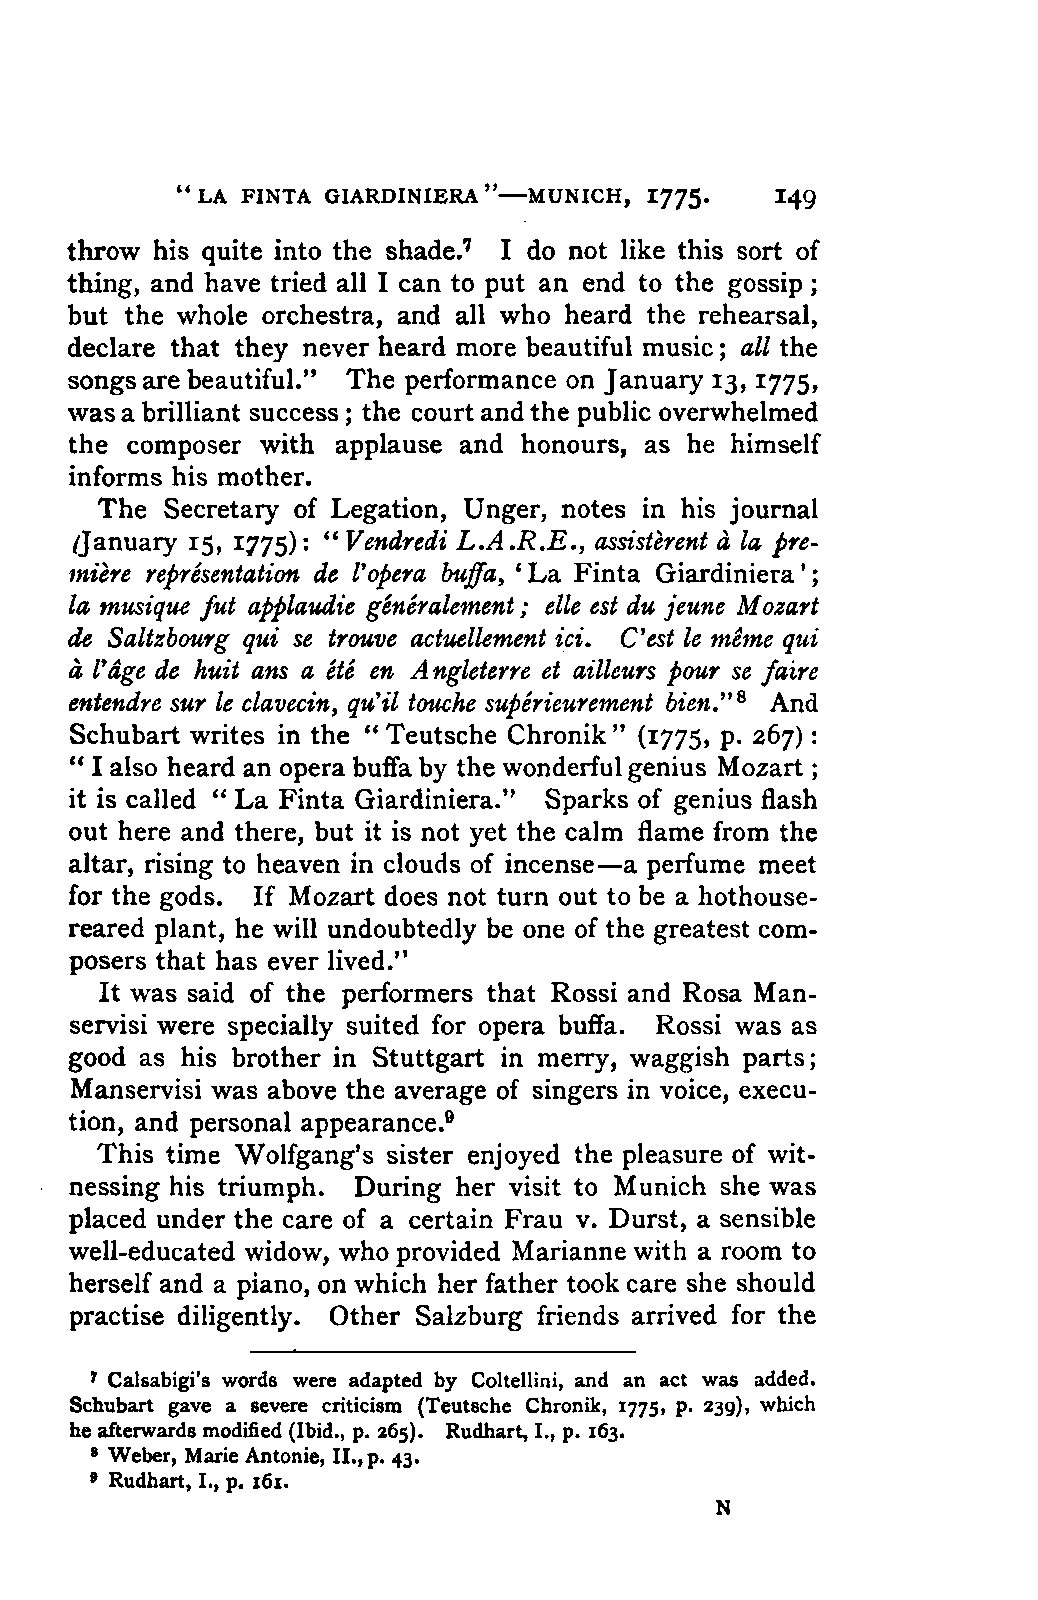 “LA FINTA GIARDINIERA”—MUNICH, 1775. 149
throw his quite into the shade.⁷ I do not like this sort of
thing, and have tried all I can to put an end to the gossip;
but the whole orchestra, and all who heard the rehearsal,
declare that they never heard more beautiful music; all the
songs are beautiful.” The performance on January 13, 1775,
was a brilliant success; the court and the public overwhelmed
the composer with applause and honours, as he himself
informs his mother.
The Secretary of Legation, Unger, notes in his journal
(January 15, 1775): “Vendredi L.A.R.E., assistèrent à la pre-
mière représentation de l'opera buffa, ‘La Finta Giardiniera’;
la musique fut applaudie généralement; elle est du jeune Mozart
de Saltzbourg qui se trouve actuellement ici. C'est le même qui
à l'âge de huit ans a été en Angleterre et ailleurs pour se faire
entendre sur le clavecin, qu'il touche supérieurement bien.”⁸ And
Schubart writes in the “Teutsche Chronik” (1775, p. 267):
“I also heard an opera buffa by the wonderful genius Mozart;
it is called “La Finta Giardiniera.” Sparks of genius flash
out here and there, but it is not yet the calm flame from the
altar, rising to heaven in clouds of incense—a perfume meet
for the gods. If Mozart does not turn out to be a hothouse-
reared plant, he will undoubtedly be one of the greatest com-
posers that has ever lived.”
It was said of the performers that Rossi and Rosa Man-
servisi were specially suited for opera buffa. Rossi was as
good as his brother in Stuttgart in merry, waggish parts;
Manservisi was above the average of singers in voice, execu-
tion, and personal appearance.⁹
This time Wolfgang's sister enjoyed the pleasure of wit-
nessing his triumph. During her visit to Munich she was
placed under the care of a certain Frau v. Durst, a sensible
well-educated widow, who provided Marianne with a room to
herself and a piano, on which her father took care she should
practise diligently. Other Salzburg friends arrived for the
⁷ Calsabigi's words were adapted by Coltellini, and an act was added.
Schubart gave a severe criticism (Teutsche Chronik, 1775, p. 239), which
he afterwards modified (Ibid., p. 265). Rudhart, I., p. 163.
⁸ Weber, Marie Antonie, II., p. 43.
⁹ Rudhart, I., p. 161.
N